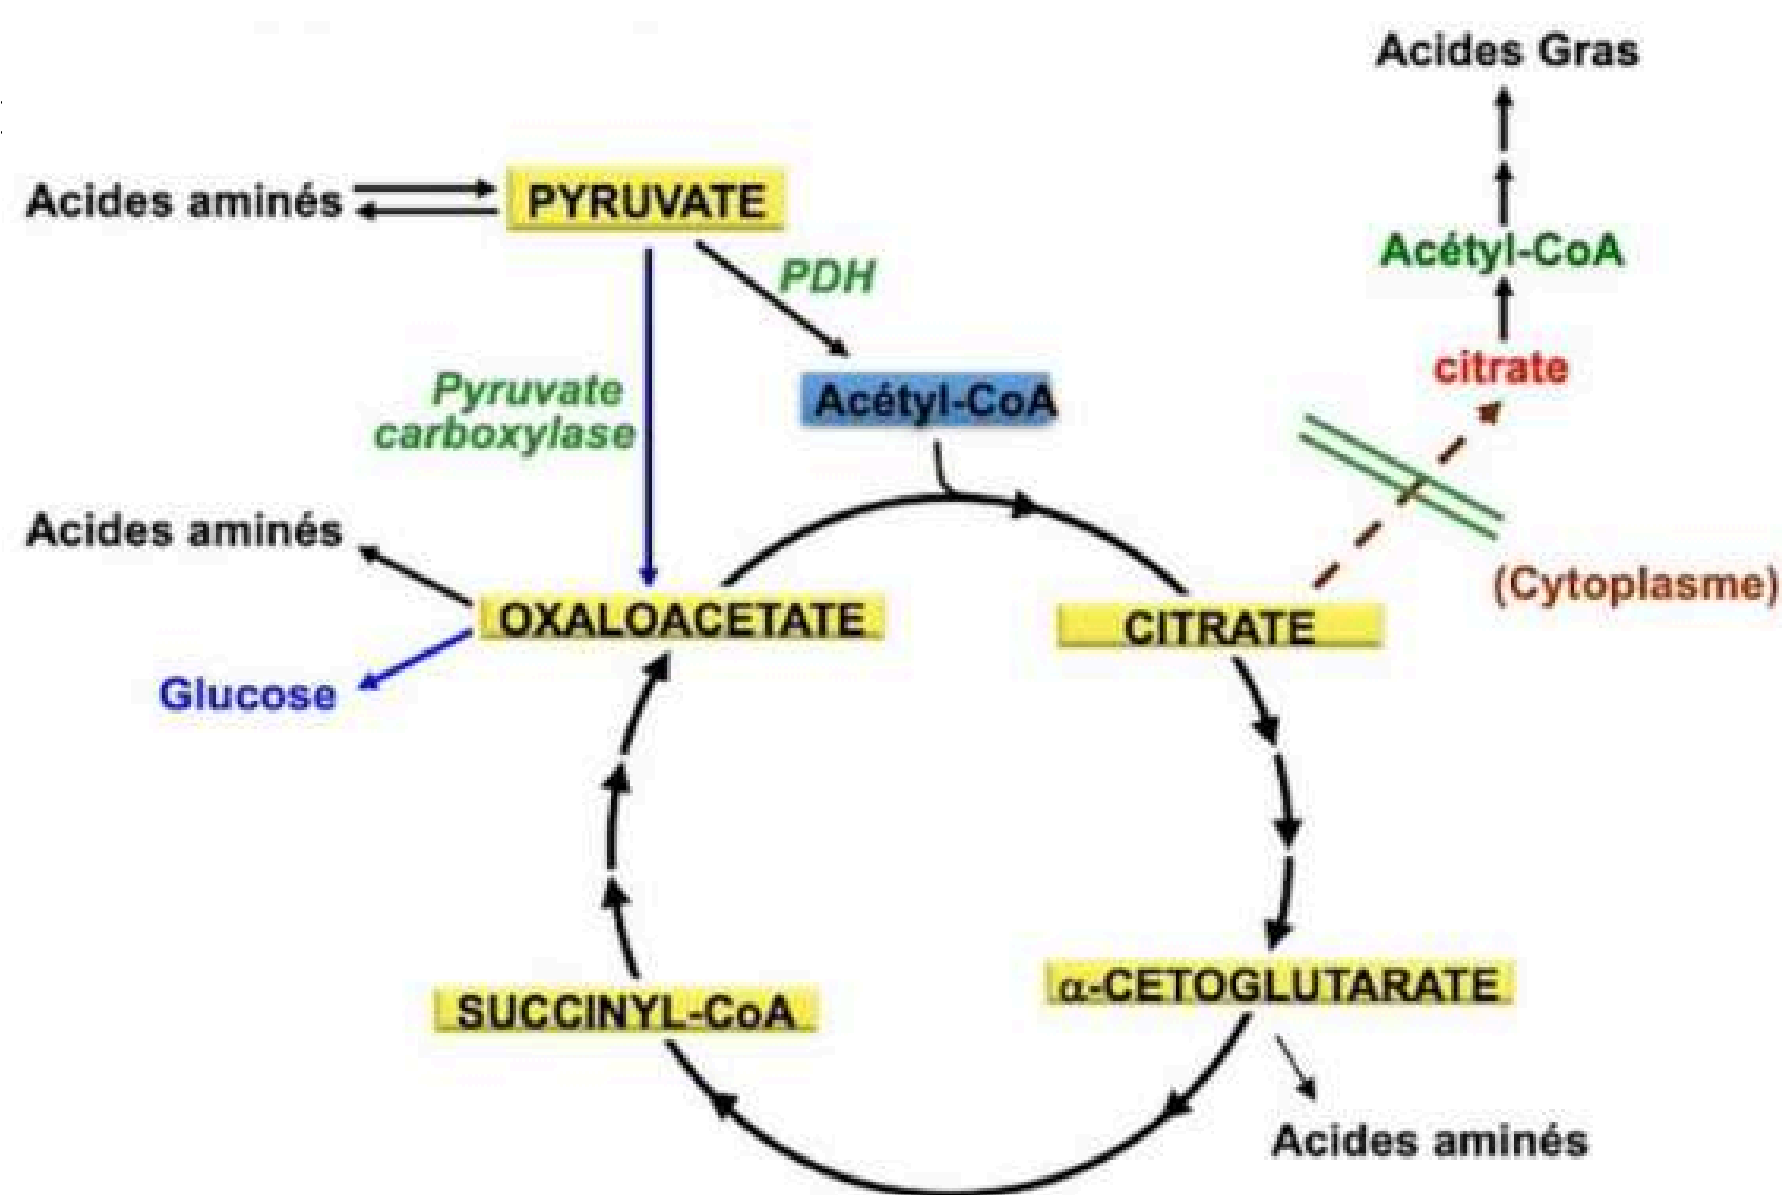 Acides Gras
Acides aminés
PYRUVATE
Acétyl-CoA
PDH
citrate
Pyruvate
carboxylase
Acétyl-CoA
Acides aminés
(Cytoplasme)
OXALOACETATE
CITRATE
Glucose
α-CETOGLUTARATE
SUCCINYL-CoA
Acides aminés